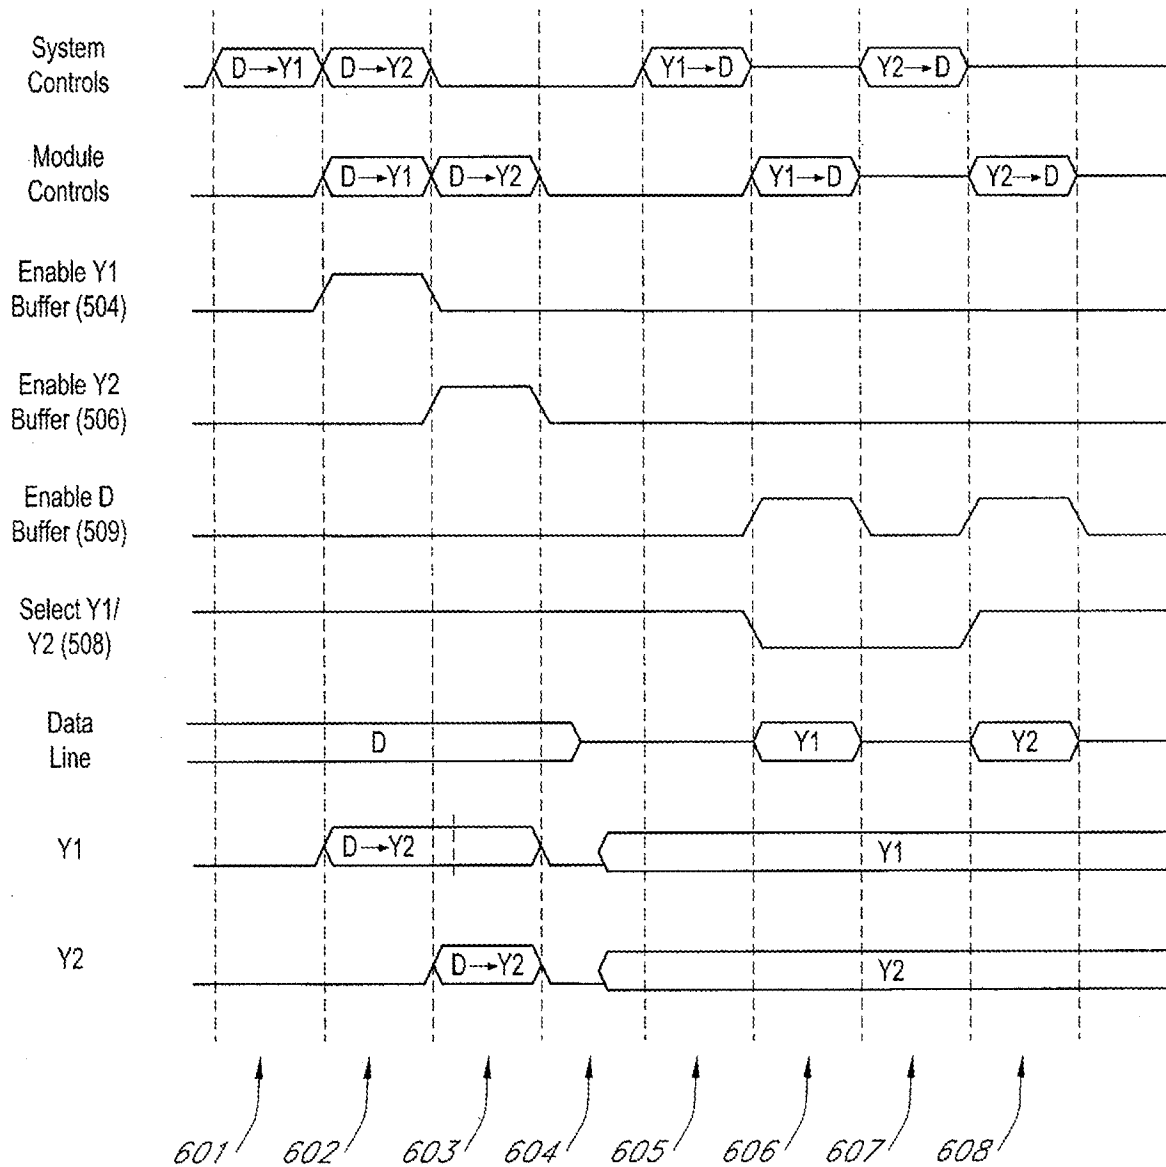 System
Controls
D→Y1
D→Y2
Y1→D
Y2→D
Module
Controls
D→Y1
D→Y2
Y1→D
Y2→D
Enable Y1
Buffer (504)
Enable Y2
Buffer (506)
Enable D
Buffer (509)
Select Y1/
Y2 (508)
Data
Line
D
Y1
Y2
Y1
D→Y2
Y1
Y2
D→Y2
Y2
601
602
603
604
605
606
607
608